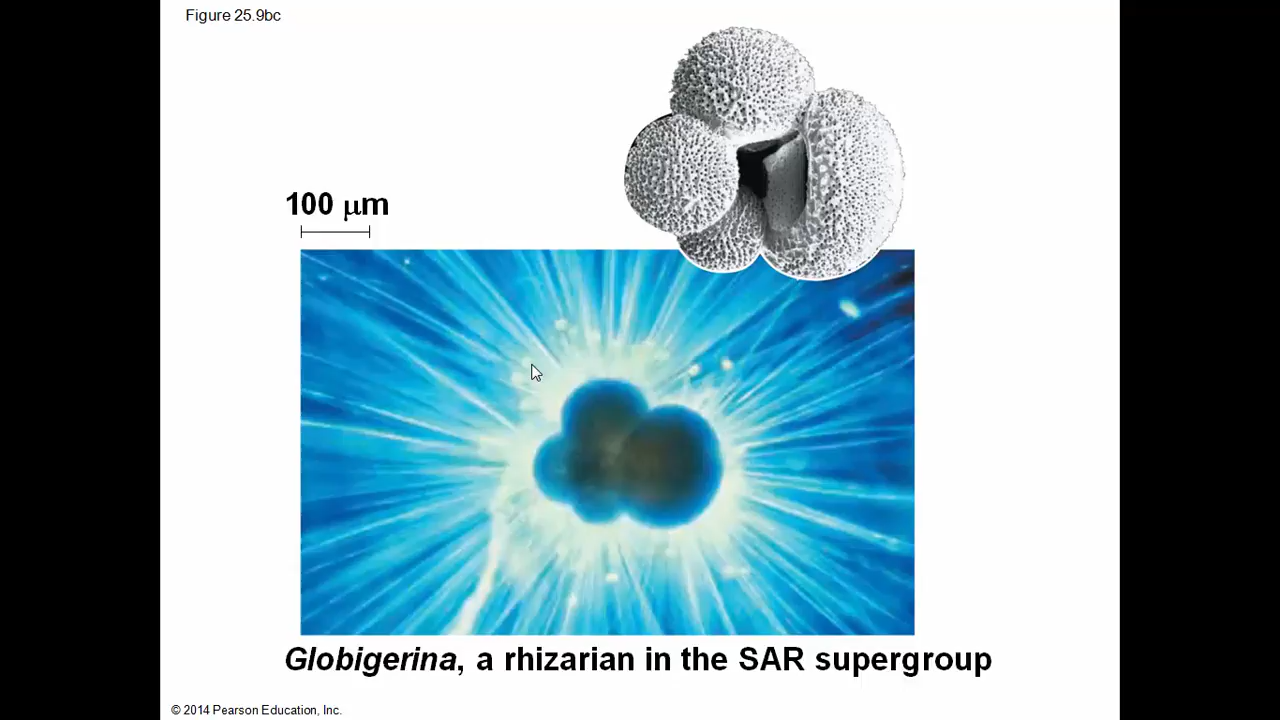 Figure 25.9bc
100 μm
Globigerina, a rhizarian in the SAR supergroup
© 2014 Pearson Education, Inc.